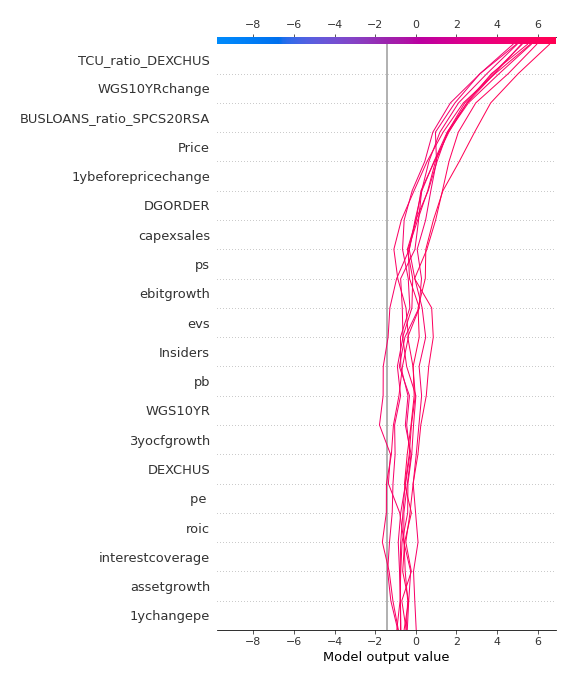 −8 −6 −4 −2 0 2 4 6
TCU_ratio_DEXCHUS
WGS10YRchange
BUSLOANS_ratio_SPCS20RSA
Price
1ybeforepricechange
DGORDER
capexsales
ps
ebitgrowth
evs
Insiders
pb
WGS10YR
3yocfgrowth
DEXCHUS
pe
roic
interestcoverage
assetgrowth
1ychangepe
−8 −6 −4 −2 0 2 4 6
Model output value